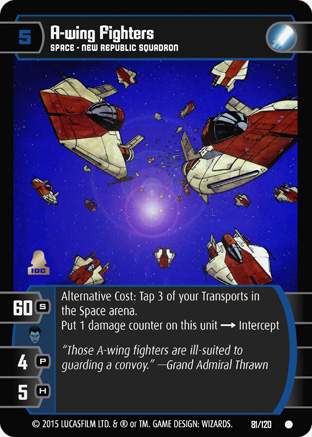 5
A-wing Fighters
SPACE - NEW REPUBLIC SQUADRON
IDC
60 S
4 P
5 H
Alternative Cost: Tap 3 of your Transports in
the Space arena.
Put 1 damage counter on this unit → Intercept
“Those A-wing fighters are ill-suited to
guarding a convoy.” —Grand Admiral Thrawn
© 2015 LUCASFILM LTD. & ® or TM. GAME DESIGN: WIZARDS.
81/120